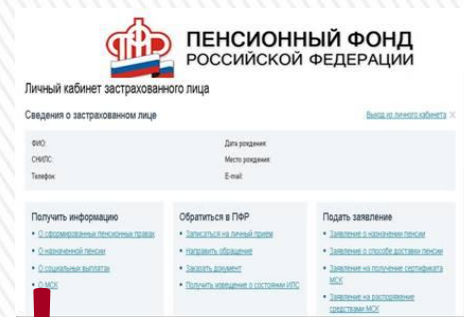 ПЕНСИОННЫЙ ФОНД
РОССИЙСКОЙ ФЕДЕРАЦИИ
Личный кабинет застрахованного лица
Сведения о застрахованном лице
Выход из личного кабинета
ФИО:
Дата рождения:
СНИЛС:
Место рождения:
Телефон:
E-mail:
Получить информацию
О сформированных пенсионных правах
О назначенной пенсии
О социальных выплатах
О МСК
Обратиться в ПФР
Записаться на личный прием
Направить обращение
Заказать документ
Получить извещение о состоянии ИЛС
Подать заявление
Заявление о назначении пенсии
Заявление о способе доставки пенсии
Заявление на получение сертификата
МСК
Заявление на распоряжение
средствами МСК